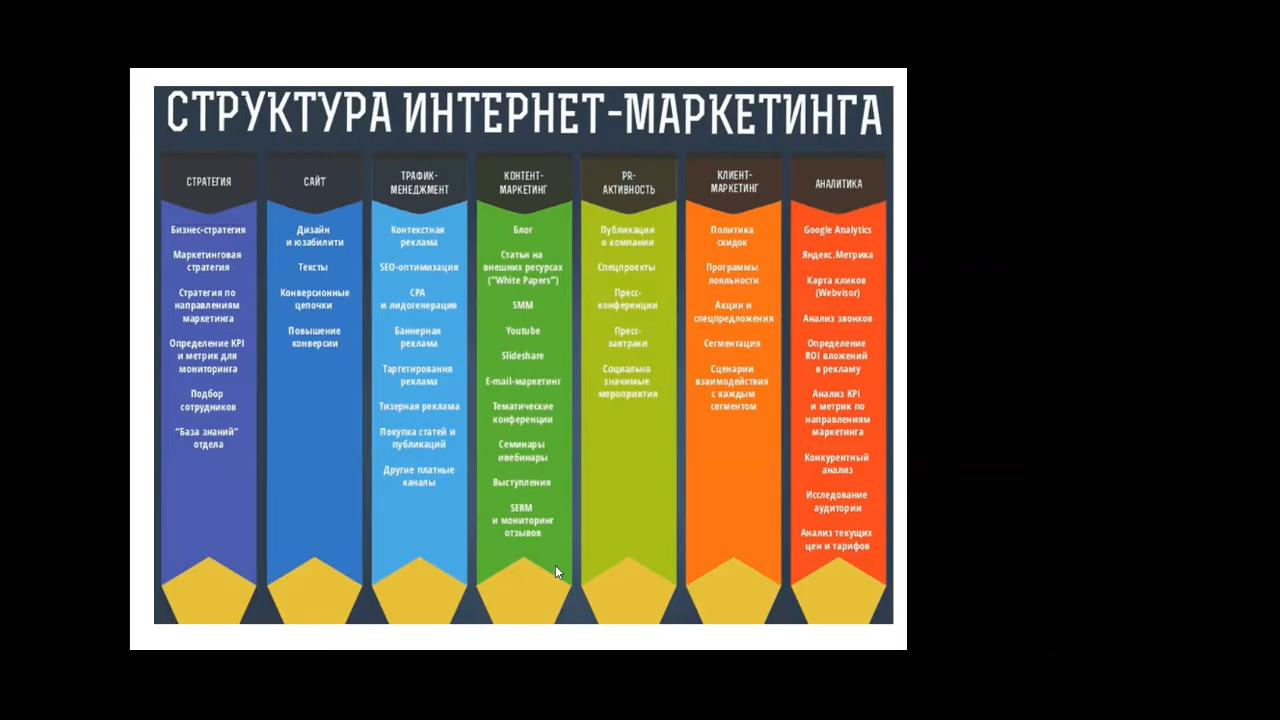 СТРУКТУРА ИНТЕРНЕТ-МАРКЕТИНГА
СТРАТЕГИЯ
Бизнес-стратегия
Маркетинговая
стратегия
Стратегия по
направлениям
маркетинга
Определение KPI
и метрик для
мониторинга
Подбор
сотрудников
"База знаний"
отдела
САЙТ
Дизайн
и юзабилити
Тексты
Конверсионные
цепочки
Повышение
конверсии
ТРАФИК-
МЕНЕДЖМЕНТ
Контекстная
реклама
SEO-оптимизация
CPA
и лидогенерация
Баннерная
реклама
Таргетирования
реклама
Тизерная реклама
Покупка статей и
публикаций
Другие платные
каналы
КОНТЕНТ-
МАРКЕТИНГ
Блог
Статьи на
внешних ресурсах
("White Papers")
SMM
Youtube
Slideshare
E-mail-маркетинг
Тематические
конференции
Семинары
ивебинары
Выступления
SERM
и мониторинг
отзывов
PR-
АКТИВНОСТЬ
Публикации
о компании
Спецпроекты
Пресс-
конференции
Пресс-
завтраки
Социально
значимые
мероприятия
КЛИЕНТ-
МАРКЕТИНГ
Политика
скидок
Программы
лояльности
Акции и
спецпредложения
Сегментация
Сценарии
взаимодействия
с каждым
сегментом
АНАЛИТИКА
Google Analytics
Яндекс.Метрика
Карта кликов
(Webvisor)
Анализ звонков
Определение
ROI вложений
в рекламу
Анализ KPI
и метрик по
направлениям
маркетинга
Конкурентный
анализ
Исследование
аудитории
Анализ текущих
цен и тарифов